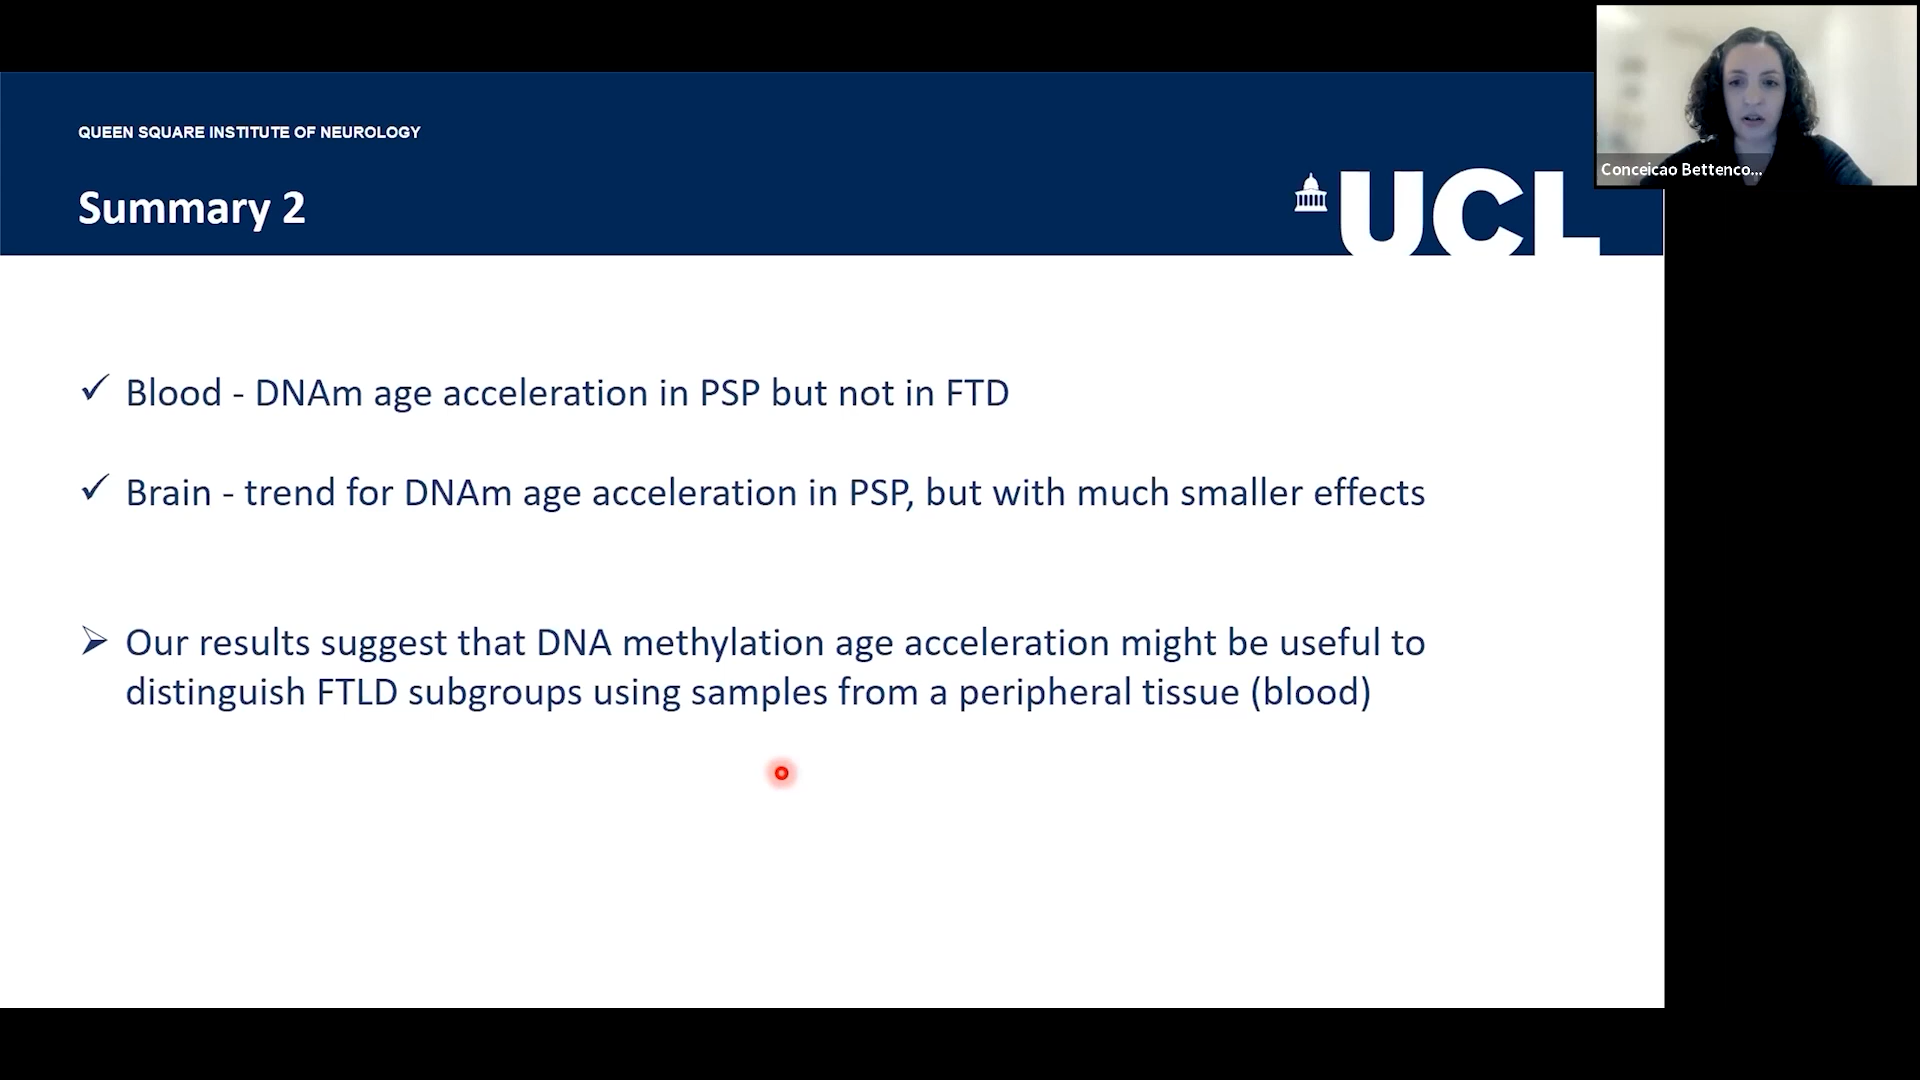 QUEEN SQUARE INSTITUTE OF NEUROLOGY
Summary 2
UCL
Conceicao Bettenco...
✓ Blood - DNAm age acceleration in PSP but not in FTD
✓ Brain - trend for DNAm age acceleration in PSP, but with much smaller effects
➢ Our results suggest that DNA methylation age acceleration might be useful to
distinguish FTLD subgroups using samples from a peripheral tissue (blood)